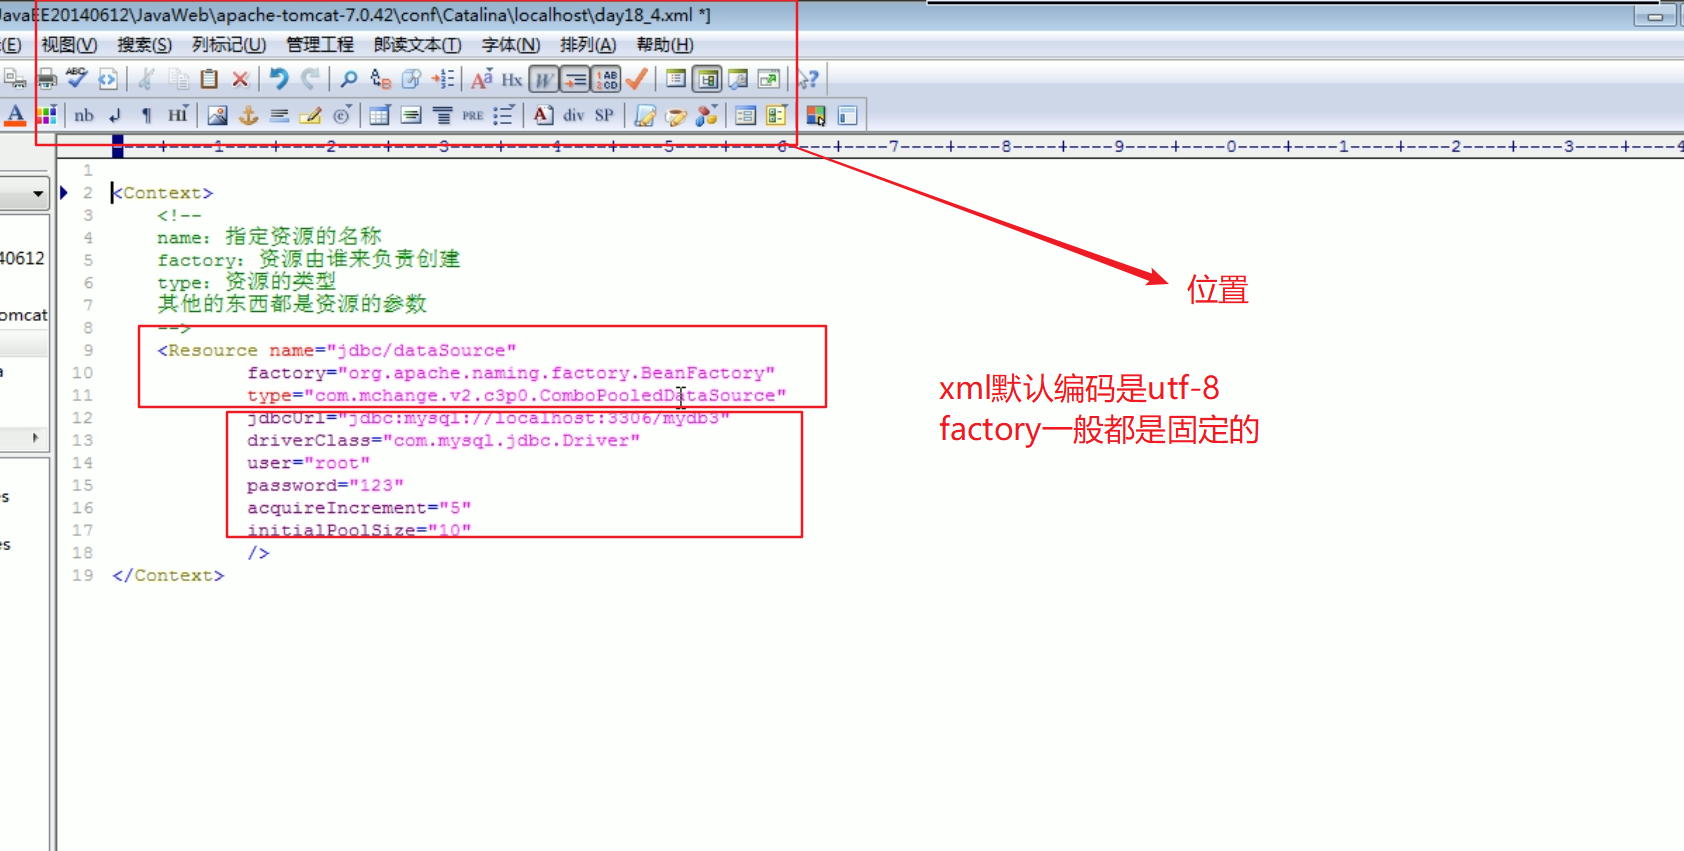 JavaEE20140612\JavaWeb\apache-tomcat-7.0.42\conf\Catalina\localhost\day18_4.xml *]
(E) 视图(V) 搜索(S) 列标记(U) 管理工程 郎读文本(T) 字体(N) 排列(A) 帮助(H)
ABC
Hx W
A nb HI PRE A div SP
----+----1----+----2----+----3----+----4----+----5----+----6----+----7----+----8----+----9----+----0----+----1----+----2----+----3----+----4
1
2 <Context>
3 <!--
4 name: 指定资源的名称
5 factory: 资源由谁来负责创建
6 type: 资源的类型
7 其他的东西都是资源的参数
8 -->
9 <Resource name="jdbc/dataSource"
10 factory="org.apache.naming.factory.BeanFactory"
11 type="com.mchange.v2.c3p0.ComboPooledDataSource"
12 jdbcUrl="jdbc:mysql://localhost:3306/mydb3"
13 driverClass="com.mysql.jdbc.Driver"
14 user="root"
15 password="123"
16 acquireIncrement="5"
17 initialPoolSize="10"
18 />
19 </Context>
40612
omcat
a
es
es
位置
xml默认编码是utf-8
factory一般都是固定的